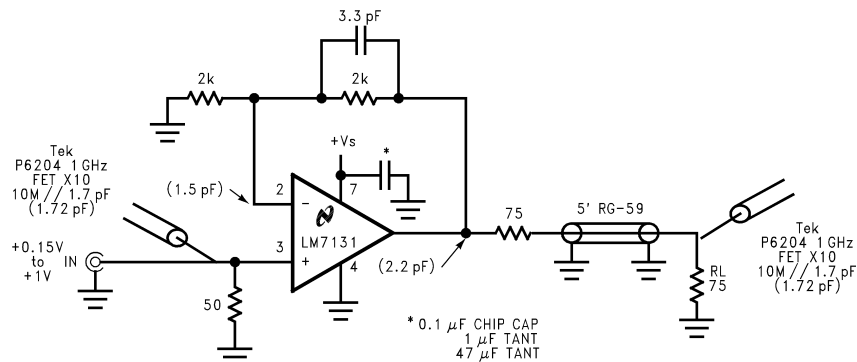 3.3 pF
2k
2k
+Vs
*
7
Tek
P6204 1 GHz
FET X10
10M // 1.7 pF
(1.72 pF)
(1.5 pF)
2
−
LM7131
3
+
4
+0.15V
to IN
+1V
50
(2.2 pF)
75
5' RG-59
RL
75
Tek
P6204 1 GHz
FET X10
10M // 1.7 pF
(1.72 pF)
* 0.1 μF CHIP CAP
1 μF TANT
47 μF TANT